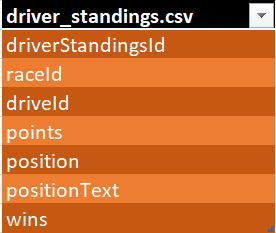 driver_standings.csv
driverStandingsId
raceId
driveId
points
position
positionText
wins